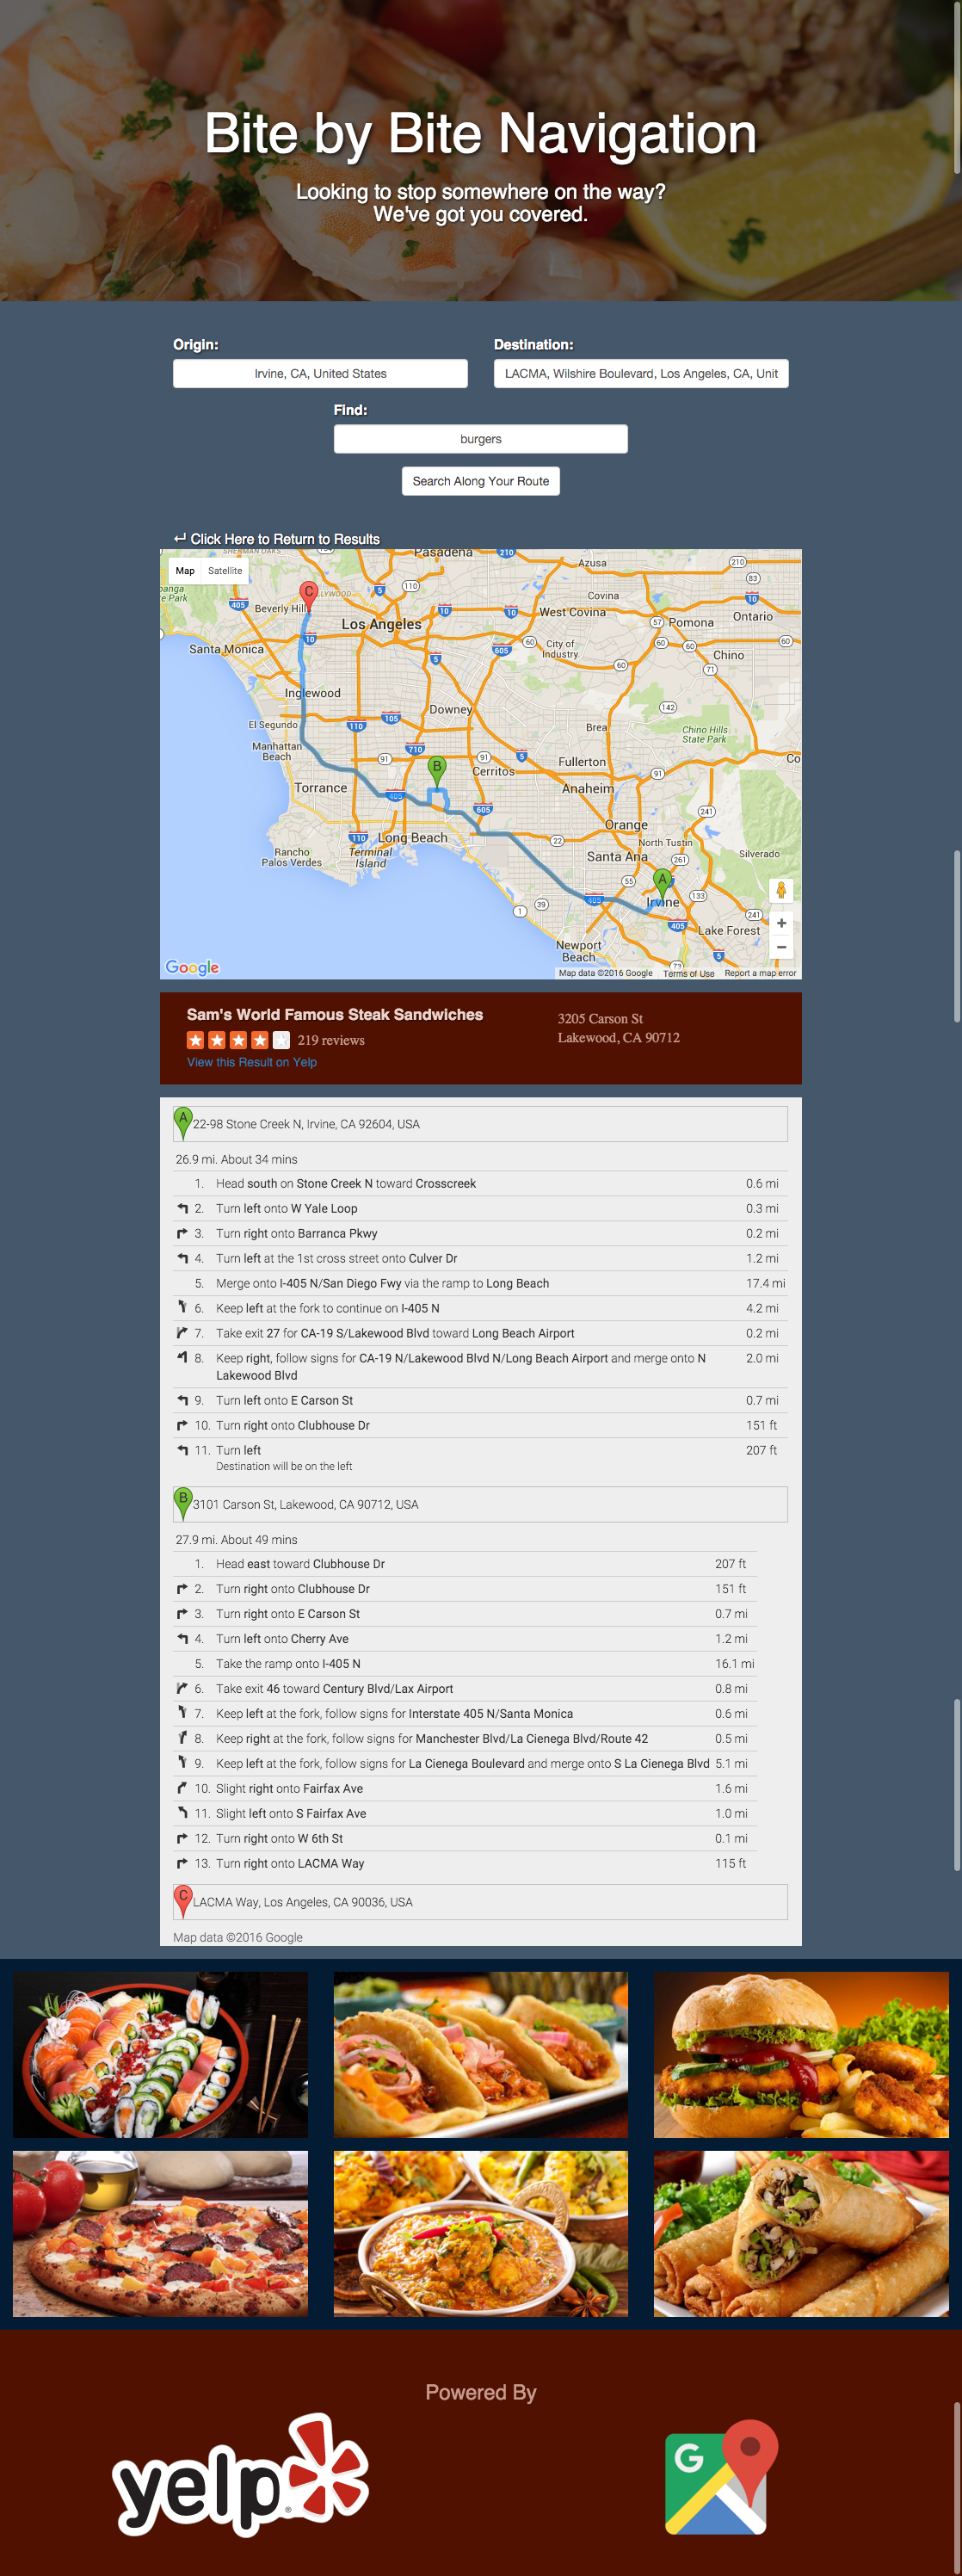 Bite by Bite Navigation
Looking to stop somewhere on the way?
We've got you covered.
Origin:
Destination:
Irvine, CA, United States
LACMA, Wilshire Boulevard, Los Angeles, CA, Unit
Find:
burgers
Search Along Your Route
Click Here to Return to Results
Map
Satellite
SHERMAN OAKS
Pasadena
Azusa
Covina
Beverly Hill
West Covina
Pomona
Ontario
Los Angeles
Santa Monica
City of
Industry
Chino
Inglewood
Downey
El Segundo
Brea
Chino Hills
State Park
Manhattan
Beach
Fullerton
Cerritos
Torrance
Anaheim
Orange
Long Beach
North Tustin
Rancho
Palos Verdes
Terminal
Island
Santa Ana
Silverado
Irvine
Lake Forest
Newport
Beach
Google
Map data ©2016 Google
Terms of Use
Report a map error
Sam's World Famous Steak Sandwiches
219 reviews
View this Result on Yelp
3205 Carson St
Lakewood, CA 90712
A
22-98 Stone Creek N, Irvine, CA 92604, USA
26.9 mi. About 34 mins
1. Head south on Stone Creek N toward Crosscreek 0.6 mi
2. Turn left onto W Yale Loop 0.3 mi
3. Turn right onto Barranca Pkwy 0.2 mi
4. Turn left at the 1st cross street onto Culver Dr 1.2 mi
5. Merge onto I-405 N/San Diego Fwy via the ramp to Long Beach 17.4 mi
6. Keep left at the fork to continue on I-405 N 4.2 mi
7. Take exit 27 for CA-19 S/Lakewood Blvd toward Long Beach Airport 0.2 mi
8. Keep right, follow signs for CA-19 N/Lakewood Blvd N/Long Beach Airport and merge onto N 2.0 mi
Lakewood Blvd
9. Turn left onto E Carson St 0.7 mi
10. Turn right onto Clubhouse Dr 151 ft
11. Turn left 207 ft
Destination will be on the left
B
3101 Carson St, Lakewood, CA 90712, USA
27.9 mi. About 49 mins
1. Head east toward Clubhouse Dr 207 ft
2. Turn right onto Clubhouse Dr 151 ft
3. Turn right onto E Carson St 0.7 mi
4. Turn left onto Cherry Ave 1.2 mi
5. Take the ramp onto I-405 N 16.1 mi
6. Take exit 46 toward Century Blvd/Lax Airport 0.8 mi
7. Keep left at the fork, follow signs for Interstate 405 N/Santa Monica 0.6 mi
8. Keep right at the fork, follow signs for Manchester Blvd/La Cienega Blvd/Route 42 0.5 mi
9. Keep left at the fork, follow signs for La Cienega Boulevard and merge onto S La Cienega Blvd 5.1 mi
10. Slight right onto Fairfax Ave 1.6 mi
11. Slight left onto S Fairfax Ave 1.0 mi
12. Turn right onto W 6th St 0.1 mi
13. Turn right onto LACMA Way 115 ft
C
LACMA Way, Los Angeles, CA 90036, USA
Map data ©2016 Google
Powered By
yelp
G